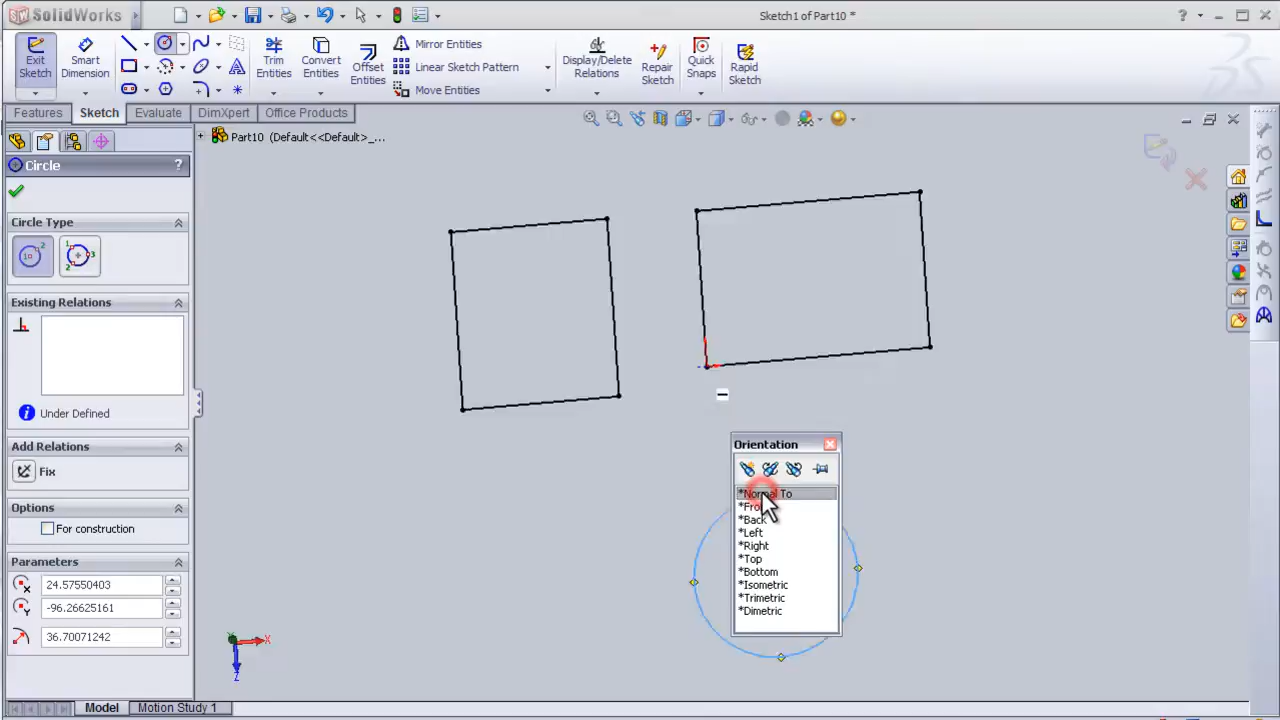 SolidWorks
Sketch1 of Part10 *
Exit Sketch
Smart Dimension
Trim Entities
Convert Entities
Offset Entities
Mirror Entities
Linear Sketch Pattern
Move Entities
Display/Delete Relations
Repair Sketch
Quick Snaps
Rapid Sketch
Features
Sketch
Evaluate
DimXpert
Office Products
Part10 (Default<<Default>_...
Circle
?
Circle Type
Existing Relations
Under Defined
Add Relations
Fix
Options
For construction
Parameters
24.57550403
-96.26625161
36.70071242
Orientation
*Normal To
*Fro
*Back
*Left
*Right
*Top
*Bottom
*Isometric
*Trimetric
*Dimetric
X
Z
Model
Motion Study 1